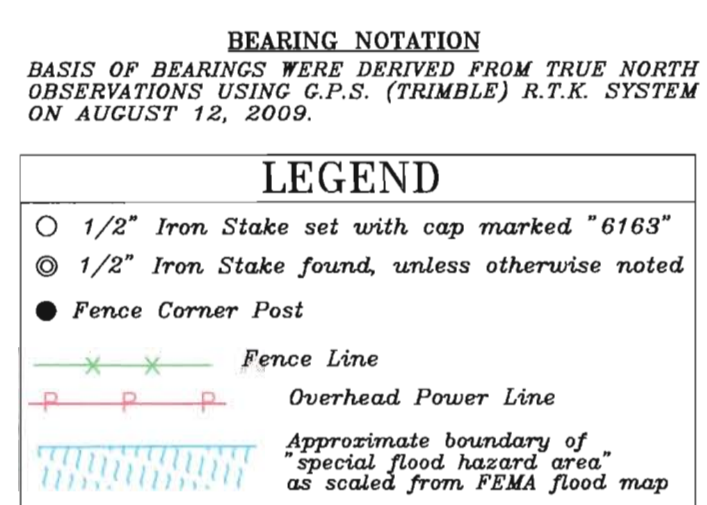 BEARING NOTATION
BASIS OF BEARINGS WERE DERIVED FROM TRUE NORTH
OBSERVATIONS USING G.P.S. (TRIMBLE) R.T.K. SYSTEM
ON AUGUST 12, 2009.
LEGEND
1/2" Iron Stake set with cap marked "6163"
1/2" Iron Stake found, unless otherwise noted
Fence Corner Post
X X Fence Line
P P P Overhead Power Line
Approximate boundary of
"special flood hazard area"
as scaled from FEMA flood map